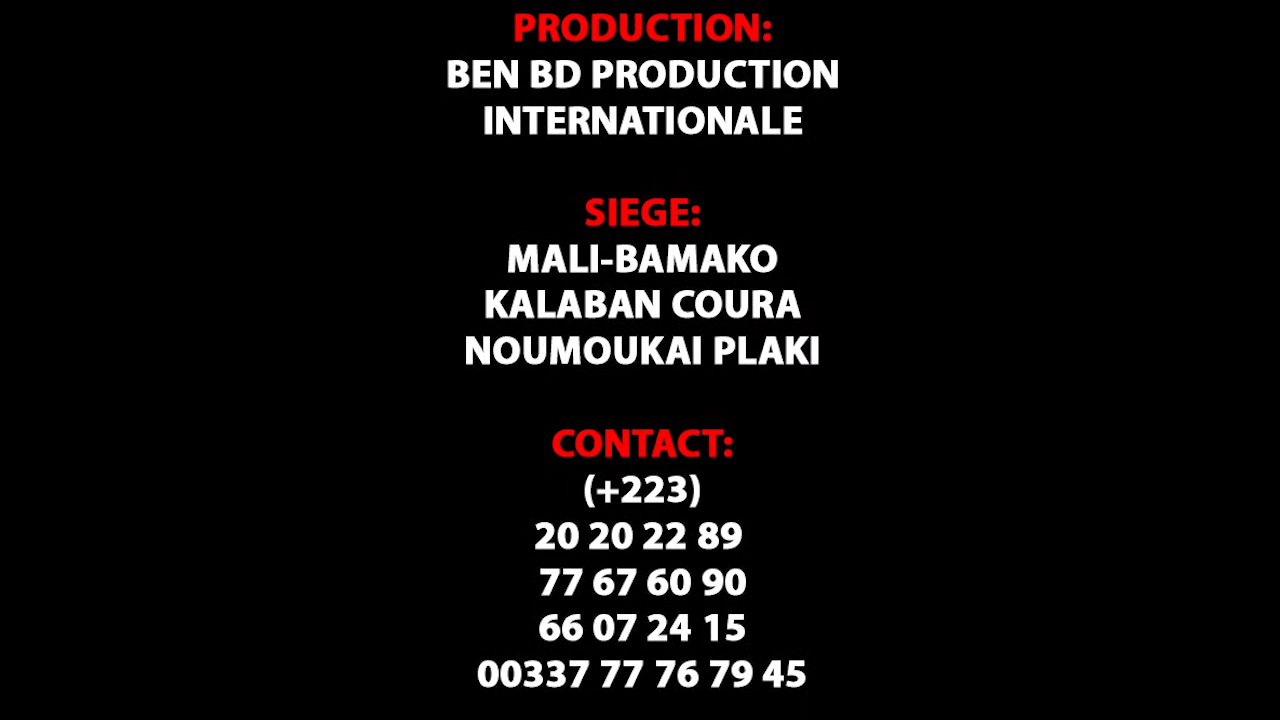 PRODUCTION:
BEN BD PRODUCTION
INTERNATIONALE
SIEGE:
MALI-BAMAKO
KALABAN COURA
NOUMOUKAI PLAKI
CONTACT:
(+223)
20 20 22 89
77 67 60 90
66 07 24 15
00337 77 76 79 45